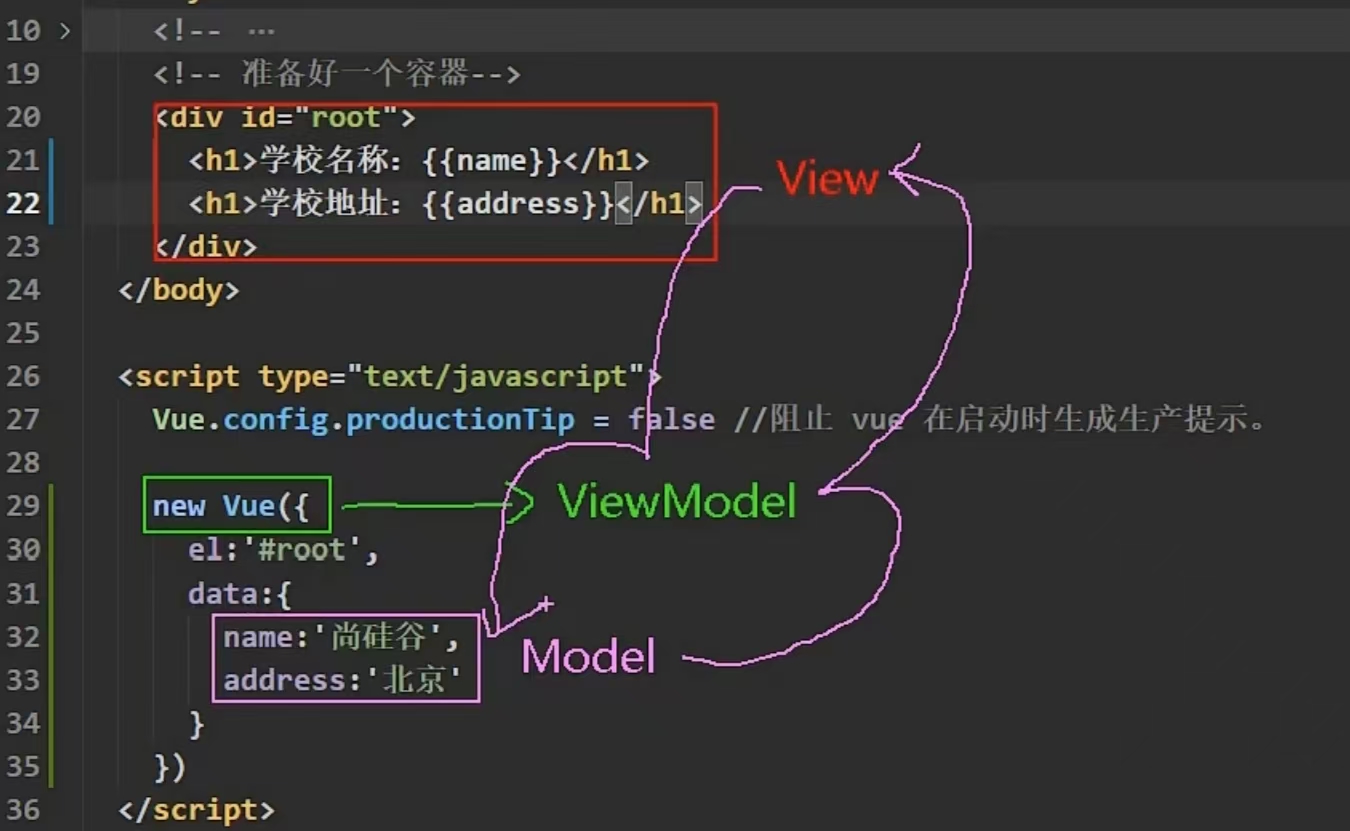 10 > <!-- ···
19 <!-- 准备好一个容器-->
20 <div id="root">
21 <h1>学校名称：{{name}}</h1>
22 <h1>学校地址：{{address}}</h1>
View
23 </div>
24 </body>
25
26 <script type="text/javascript">
27 Vue.config.productionTip = false //阻止 vue 在启动时生成生产提示。
28
29 new Vue({
ViewModel
30 el:'#root',
31 data:{
32 name:'尚硅谷',
Model
33 address:'北京'
34 }
35 })
36 </script>